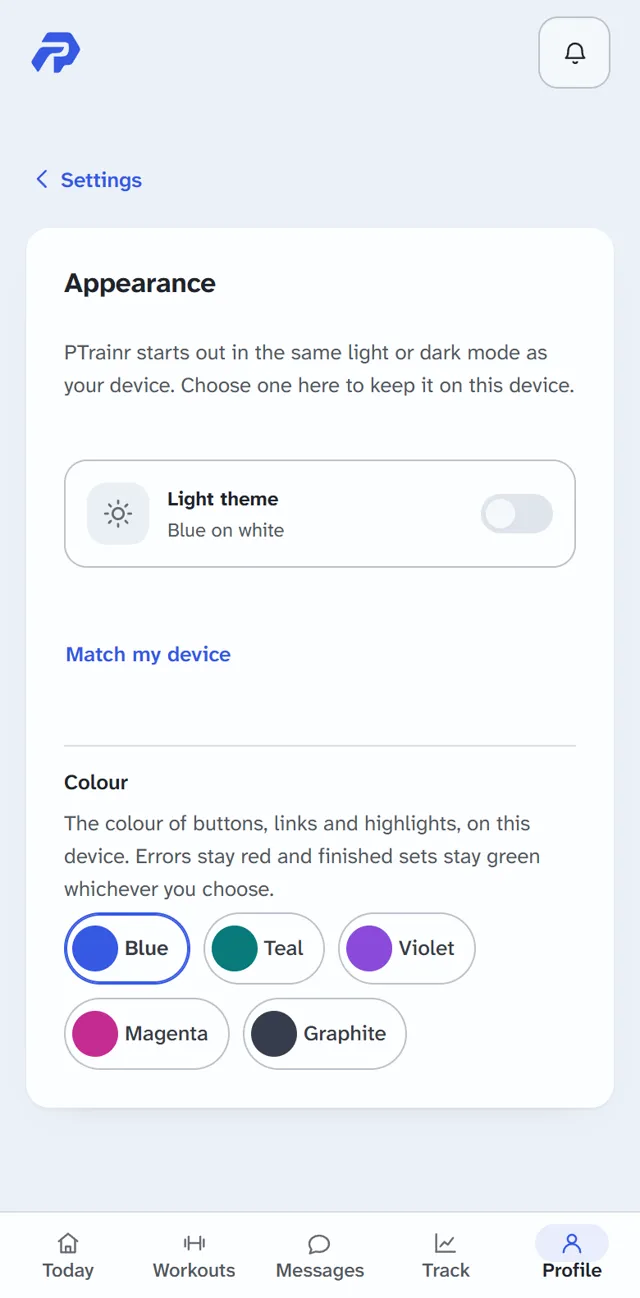 Settings
Appearance
PTrainr starts out in the same light or dark mode as
your device. Choose one here to keep it on this device.
Light theme
Blue on white
Match my device
Colour
The colour of buttons, links and highlights, on this
device. Errors stay red and finished sets stay green
whichever you choose.
Blue
Teal
Violet
Magenta
Graphite
Today
Workouts
Messages
Track
Profile